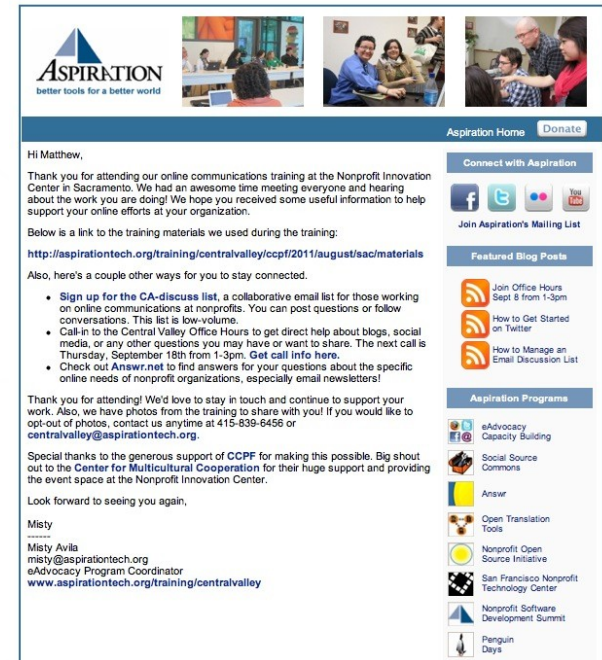 ASPIRATION
better tools for a better world
Aspiration Home Donate
Hi Matthew,
Thank you for attending our online communications training at the Nonprofit Innovation
Center in Sacramento. We had an awesome time meeting everyone and hearing
about the work you are doing! We hope you received some useful information to help
support your online efforts at your organization.
Below is a link to the training materials we used during the training:
http://aspirationtech.org/training/centralvalley/ccpf/2011/august/sac/materials
Also, here's a couple other ways for you to stay connected.
• Sign up for the CA-discuss list, a collaborative email list for those working
on online communications at nonprofits. You can post questions or follow
conversations. This list is low-volume.
• Call-in to the Central Valley Office Hours to get direct help about blogs, social
media, or any other questions you may have or want to share. The next call is
Thursday, September 18th from 1-3pm. Get call info here.
• Check out Answr.net to find answers for your questions about the specific
online needs of nonprofit organizations, especially email newsletters!
Thank you for attending! We'd love to stay in touch and continue to support your
work. Also, we have photos from the training to share with you! If you would like to
opt-out of photos, contact us anytime at 415-839-6456 or
centralvalley@aspirationtech.org.
Special thanks to the generous support of CCPF for making this possible. Big shout
out to the Center for Multicultural Cooperation for their huge support and providing
the event space at the Nonprofit Innovation Center.
Look forward to seeing you again,
Misty
------
Misty Avila
misty@aspirationtech.org
eAdvocacy Program Coordinator
www.aspirationtech.org/training/centralvalley
Connect with Aspiration
You
Tube
Join Aspiration's Mailing List
Featured Blog Posts
Join Office Hours
Sept 8 from 1-3pm
How to Get Started
on Twitter
How to Manage an
Email Discussion List
Aspiration Programs
eAdvocacy
Capacity Building
Social Source
Commons
Answr
Open Translation
Tools
Nonprofit Open
Source Initiative
San Francisco Nonprofit
Technology Center
Nonprofit Software
Development Summit
Penguin
Days